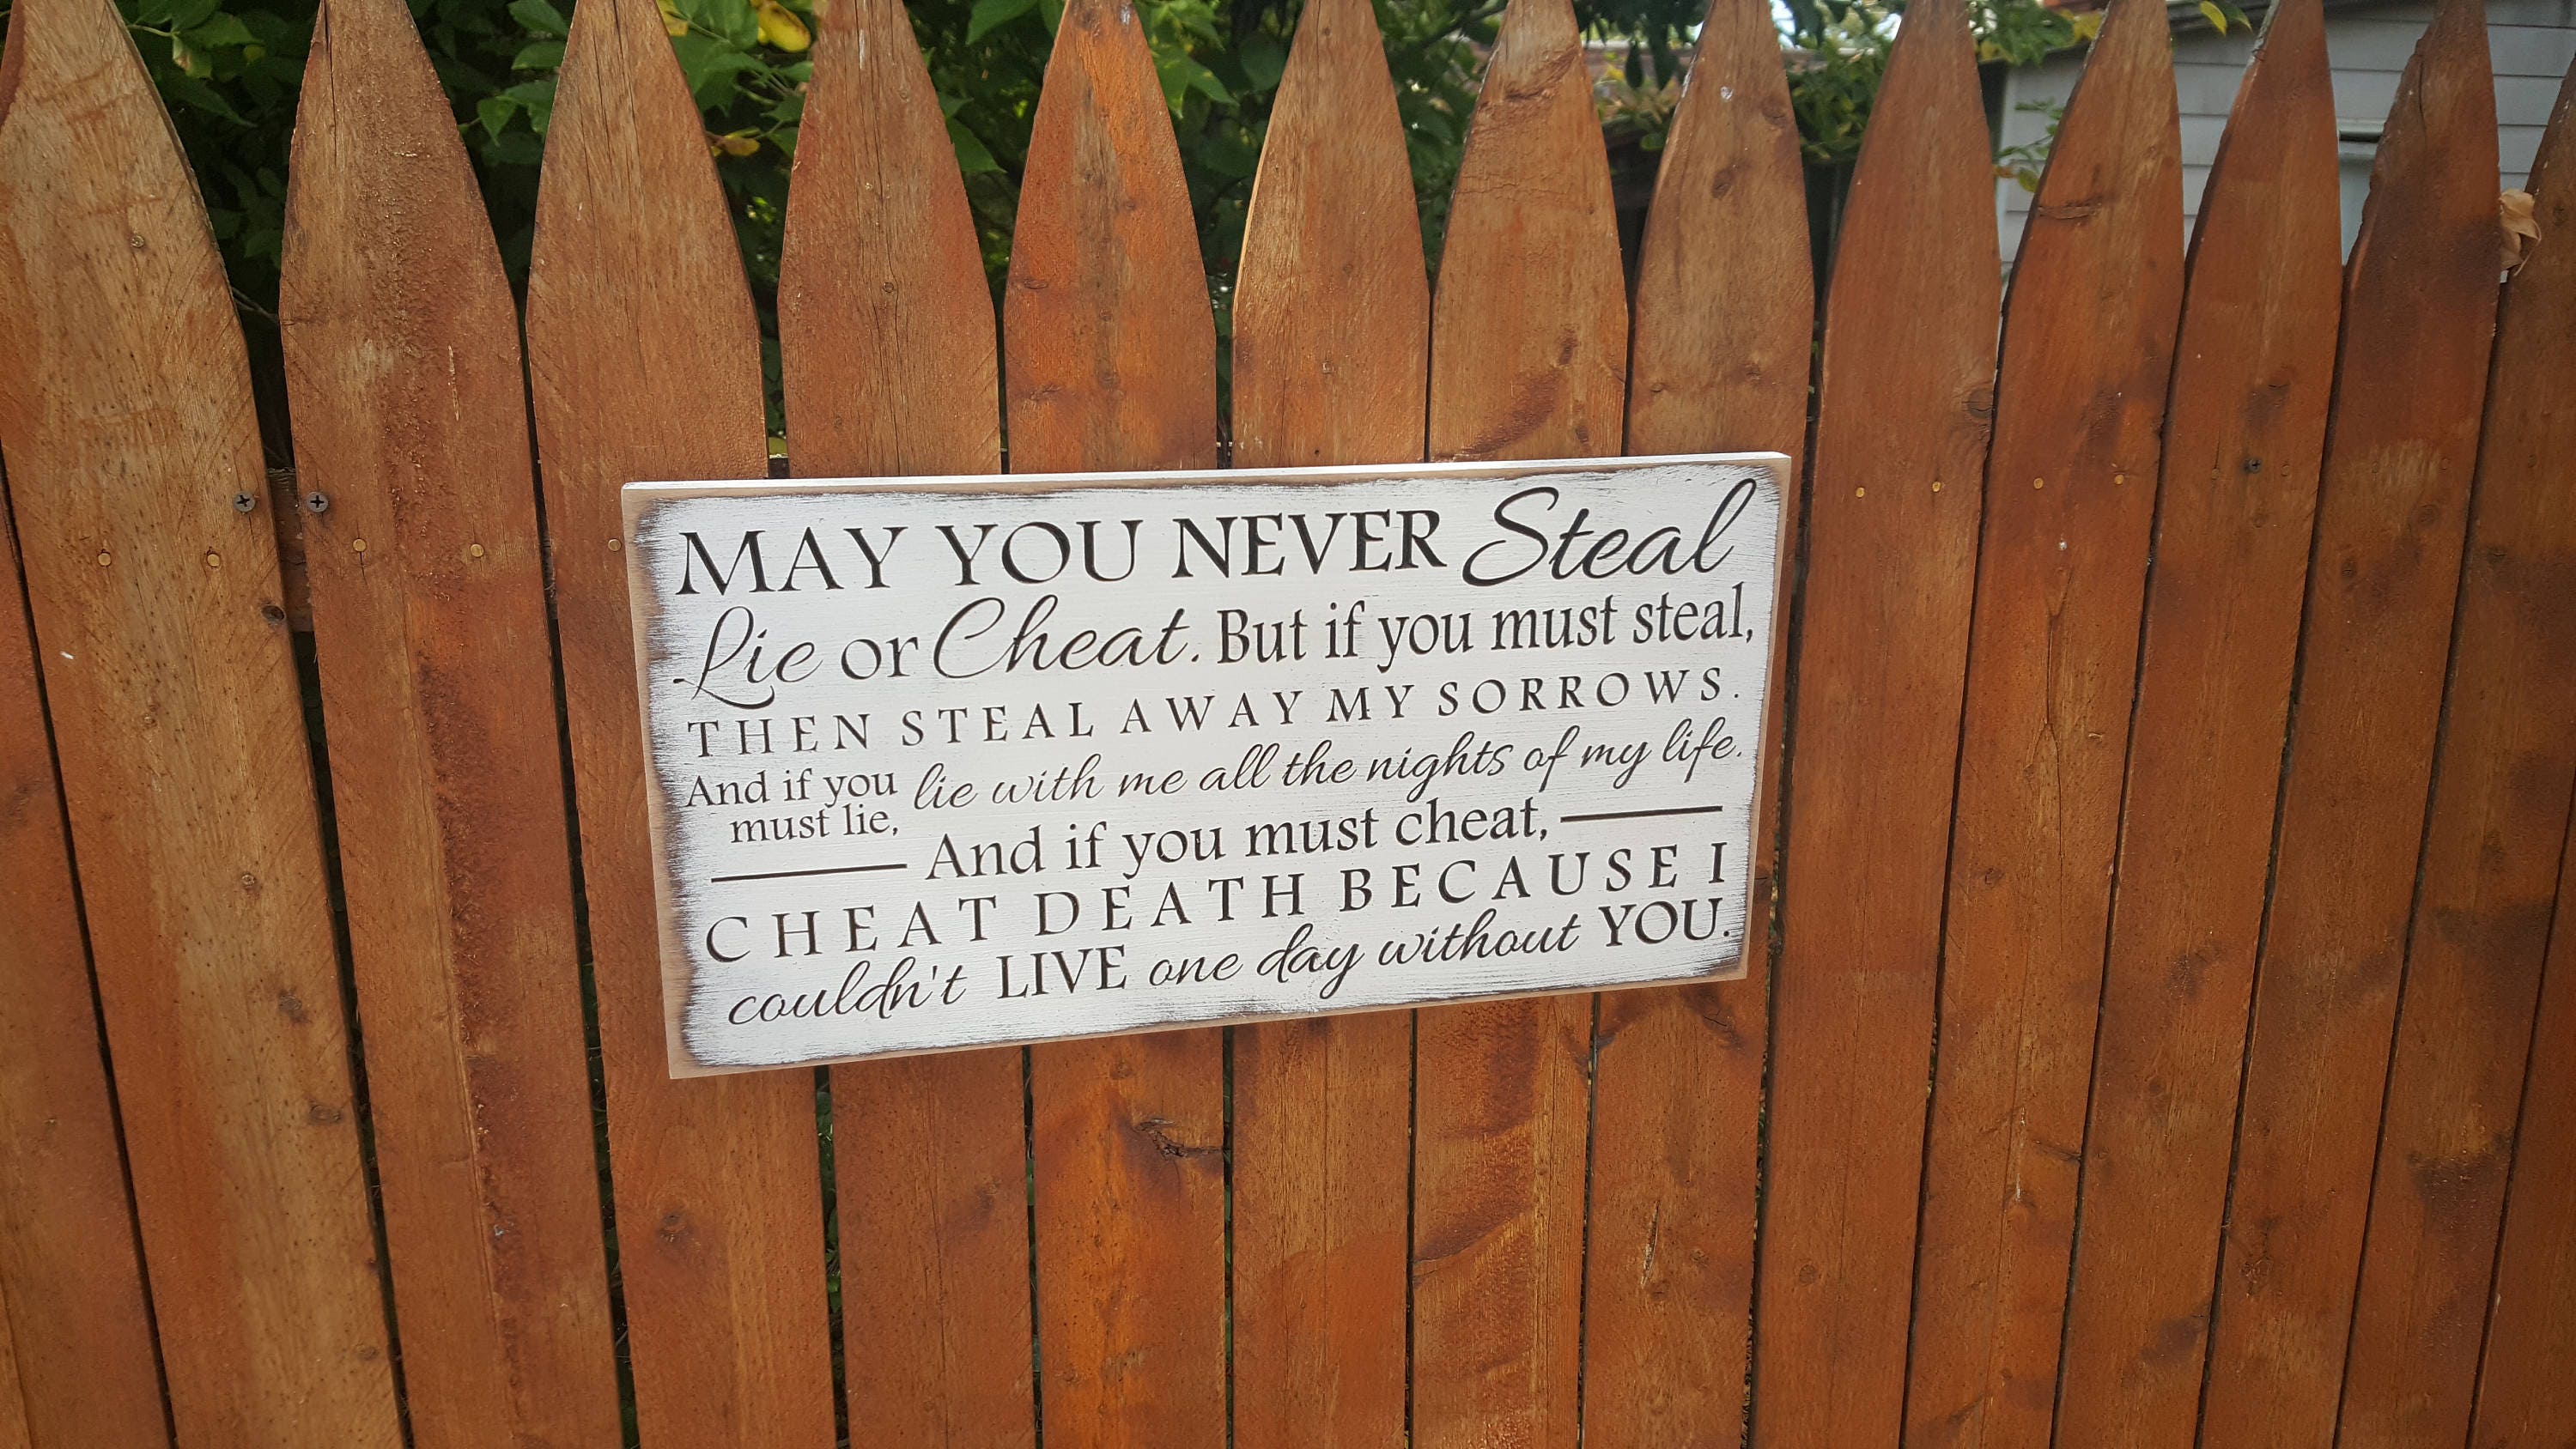 MAY YOU NEVER Steal
Lie or Cheat. But if you must steal,
THEN STEAL AWAY MY SORROWS.
And if you must lie, lie with me all the nights of my life.
And if you must cheat,
CHEAT DEATH BECAUSE I
couldn't LIVE one day without YOU.